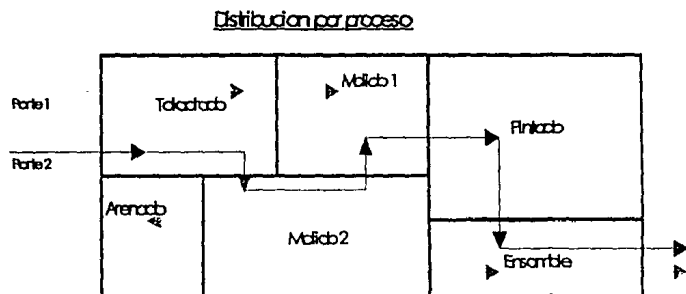 Distribucion por proceso
Parte 1
Parte 2
Taladrado
Molido 1
Pintado
Arenado
Molido 2
Ensamble